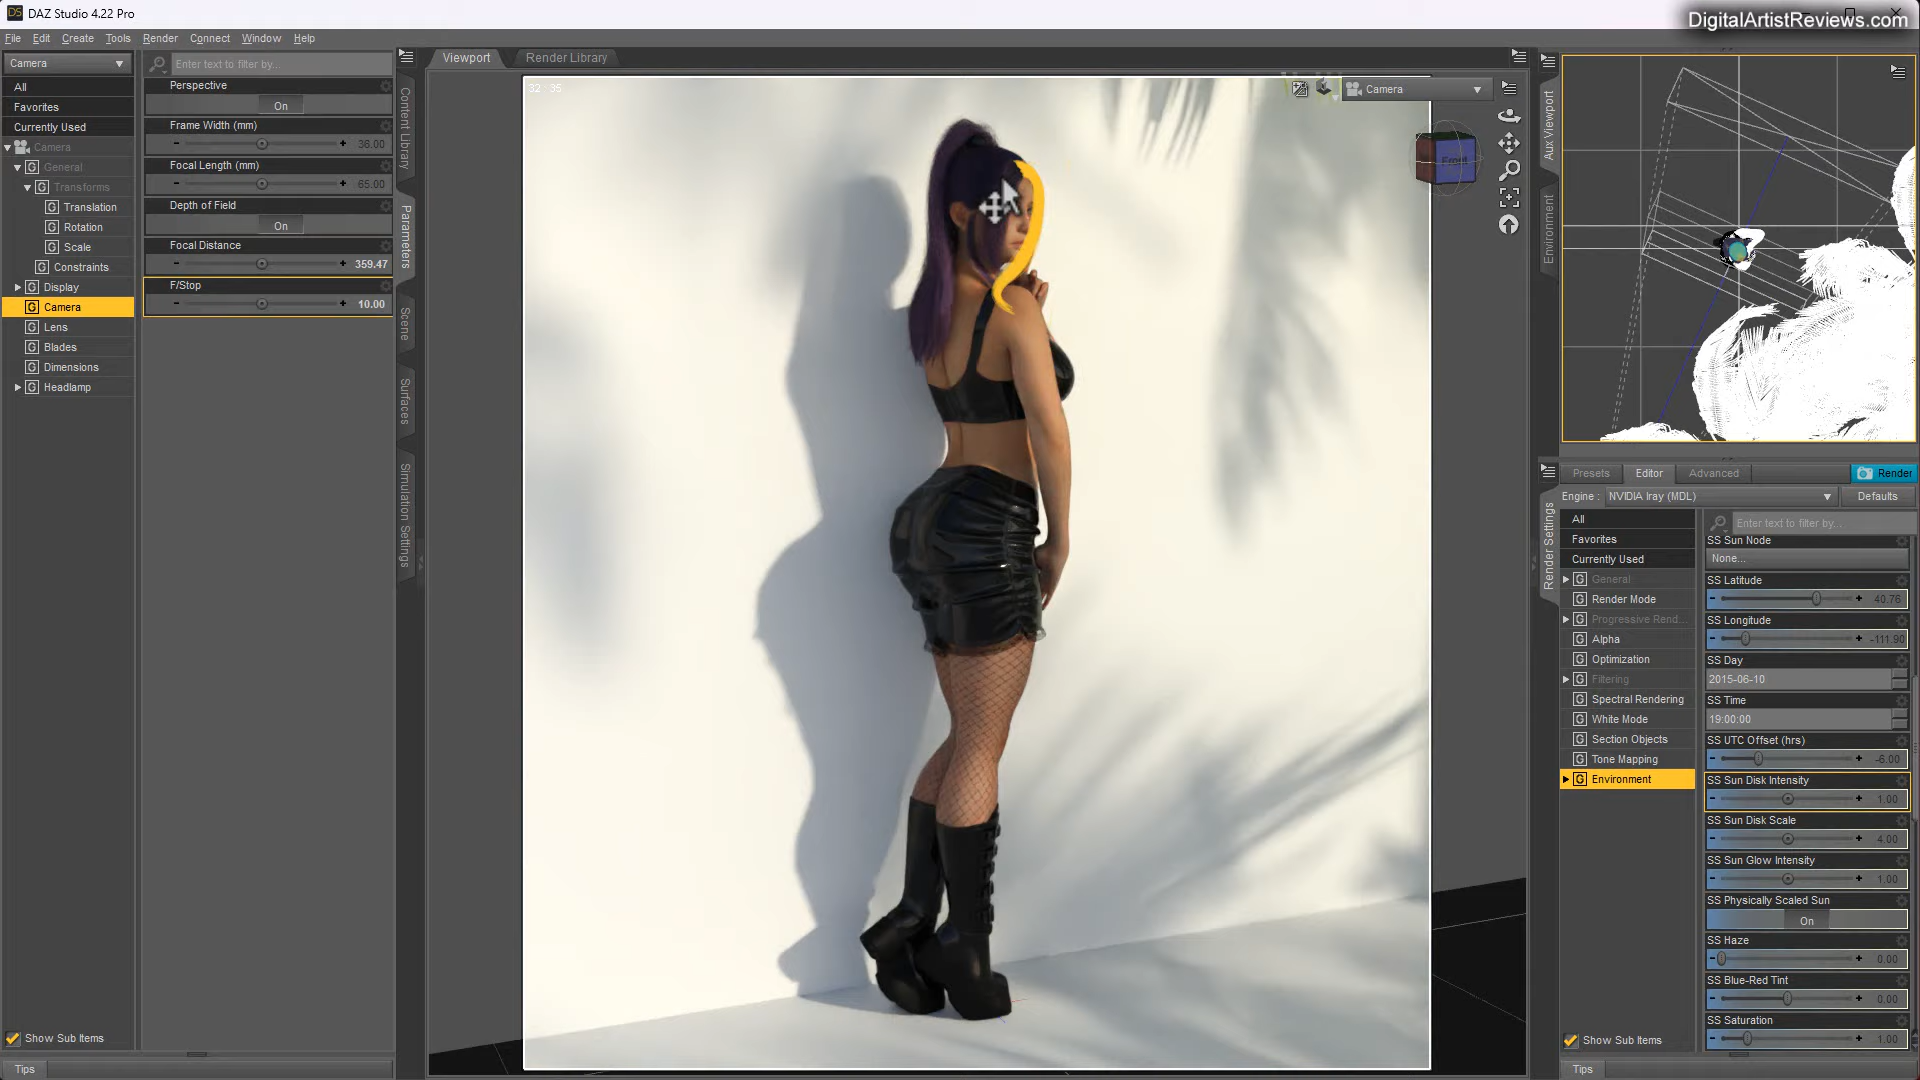 DAZ Studio 4.22 Pro
DigitalArtistReviews.com
File Edit Create Tools Render Connect Window Help
Camera
All
Favorites
Currently Used
Camera
General
Transforms
Translation
Rotation
Scale
Constraints
Display
Camera
Lens
Blades
Dimensions
Headlamp
Show Sub Items
Tips
Enter text to filter by...
Perspective
On
Frame Width (mm)
36.00
Focal Length (mm)
65.00
Depth of Field
On
Focal Distance
359.47
F/Stop
10.00
Content Library
Parameters
Scene
Surfaces
Simulation Settings
Viewport Render Library
32 : 35
Camera
Front
Aux Viewport
Environment
Render Settings
Presets Editor Advanced Render
Engine : NVIDIA Iray (MDL) Defaults
All
Favorites
Currently Used
General
Render Mode
Progressive Rend...
Alpha
Optimization
Filtering
Spectral Rendering
White Mode
Section Objects
Tone Mapping
Environment
Show Sub Items
Tips
Enter text to filter by...
SS Sun Node
None...
SS Latitude
40.76
SS Longitude
-111.90
SS Day
2015-06-10
SS Time
19:00:00
SS UTC Offset (hrs)
-6.00
SS Sun Disk Intensity
1.00
SS Sun Disk Scale
4.00
SS Sun Glow Intensity
1.00
SS Physically Scaled Sun
On
SS Haze
0.00
SS Blue-Red Tint
0.00
SS Saturation
1.00